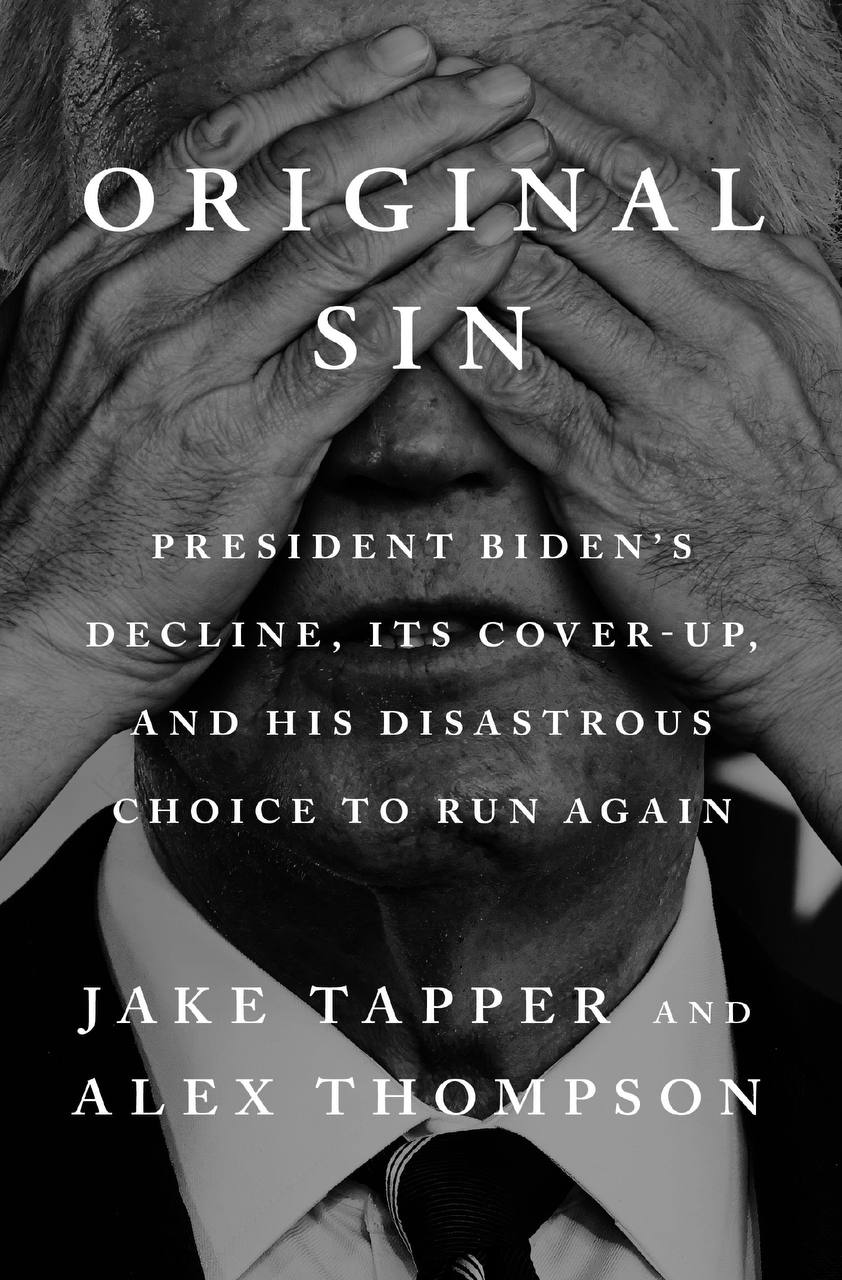 ORIGINAL
SIN
PRESIDENT BIDEN’S
DECLINE, ITS COVER-UP,
AND HIS DISASTROUS
CHOICE TO RUN AGAIN
JAKE TAPPER AND
ALEX THOMPSON